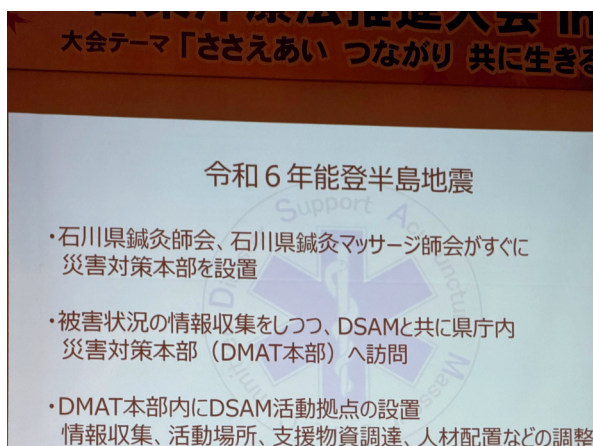 大会テーマ「ささえあい つながり 共に生きる
令和6年能登半島地震
・石川県鍼灸師会、石川県鍼灸マッサージ師会がすぐに
災害対策本部を設置
・被害状況の情報収集をしつつ、DSAMと共に県庁内
災害対策本部（DMAT本部）へ訪問
・DMAT本部内にDSAM活動拠点の設置
情報収集、活動場所、支援物資調達、人材配置などの調整
Support Acupunctu